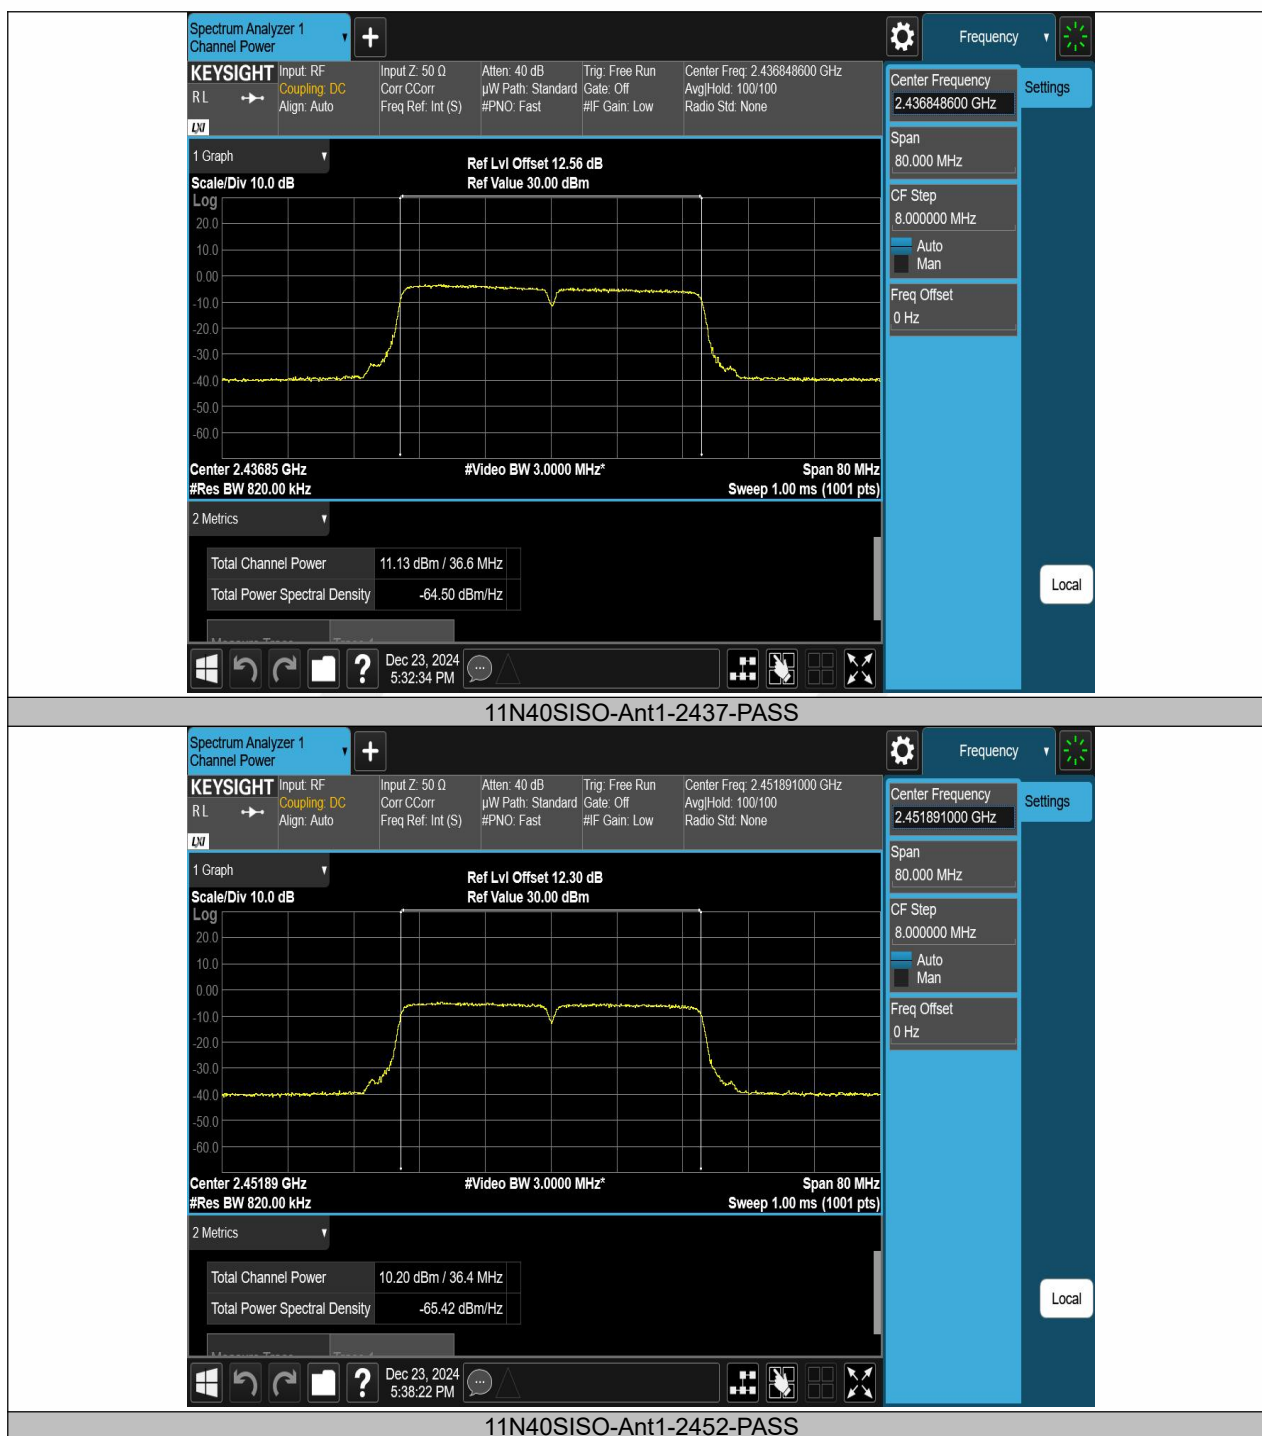 Spectrum Analyzer 1
Channel Power
+
Frequency
KEYSIGHT
R L
LXI
Input: RF
Coupling: DC
Align: Auto
Input Z: 50 Ω
Corr CCorr
Freq Ref: Int (S)
Atten: 40 dB
µW Path: Standard
#PNO: Fast
Trig: Free Run
Gate: Off
#IF Gain: Low
Center Freq: 2.436848600 GHz
Avg|Hold: 100/100
Radio Std: None
Center Frequency
2.436848600 GHz
Settings
Span
80.000 MHz
CF Step
8.000000 MHz
Auto
Man
Freq Offset
0 Hz
Local
1 Graph
Scale/Div 10.0 dB
Ref Lvl Offset 12.56 dB
Ref Value 30.00 dBm
Log
20.0
10.0
0.00
-10.0
-20.0
-30.0
-40.0
-50.0
-60.0
Center 2.43685 GHz
#Video BW 3.0000 MHz*
Span 80 MHz
#Res BW 820.00 kHz
Sweep 1.00 ms (1001 pts)
2 Metrics
Total Channel Power 11.13 dBm / 36.6 MHz
Total Power Spectral Density -64.50 dBm/Hz
?
Dec 23, 2024
5:32:34 PM
11N40SISO-Ant1-2437-PASS
Spectrum Analyzer 1
Channel Power
+
Frequency
KEYSIGHT
R L
LXI
Input: RF
Coupling: DC
Align: Auto
Input Z: 50 Ω
Corr CCorr
Freq Ref: Int (S)
Atten: 40 dB
µW Path: Standard
#PNO: Fast
Trig: Free Run
Gate: Off
#IF Gain: Low
Center Freq: 2.451891000 GHz
Avg|Hold: 100/100
Radio Std: None
Center Frequency
2.451891000 GHz
Settings
Span
80.000 MHz
CF Step
8.000000 MHz
Auto
Man
Freq Offset
0 Hz
Local
1 Graph
Scale/Div 10.0 dB
Ref Lvl Offset 12.30 dB
Ref Value 30.00 dBm
Log
20.0
10.0
0.00
-10.0
-20.0
-30.0
-40.0
-50.0
-60.0
Center 2.45189 GHz
#Video BW 3.0000 MHz*
Span 80 MHz
#Res BW 820.00 kHz
Sweep 1.00 ms (1001 pts)
2 Metrics
Total Channel Power 10.20 dBm / 36.4 MHz
Total Power Spectral Density -65.42 dBm/Hz
?
Dec 23, 2024
5:38:22 PM
11N40SISO-Ant1-2452-PASS